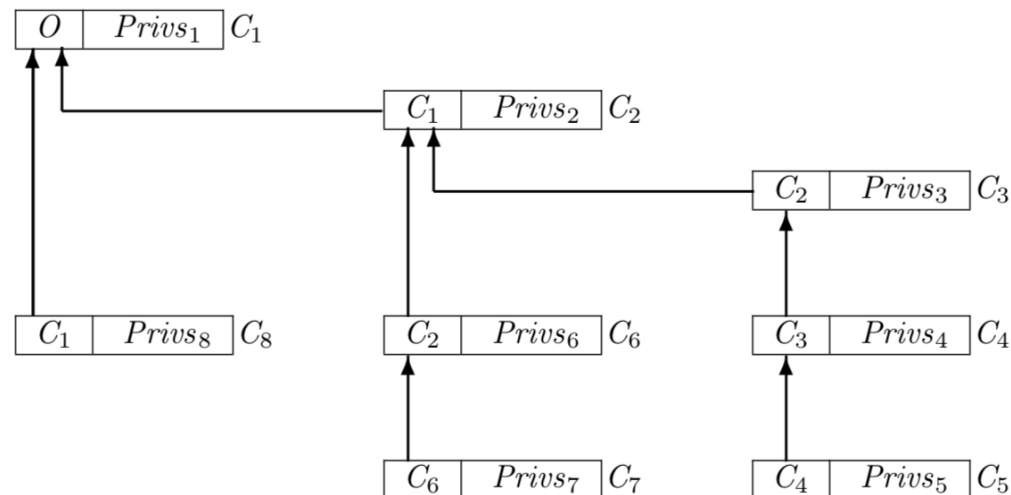 O Privs₁ C₁
C₁ Privs₂ C₂
C₂ Privs₃ C₃
C₁ Privs₈ C₈ C₂ Privs₆ C₆ C₃ Privs₄ C₄
C₆ Privs₇ C₇ C₄ Privs₅ C₅